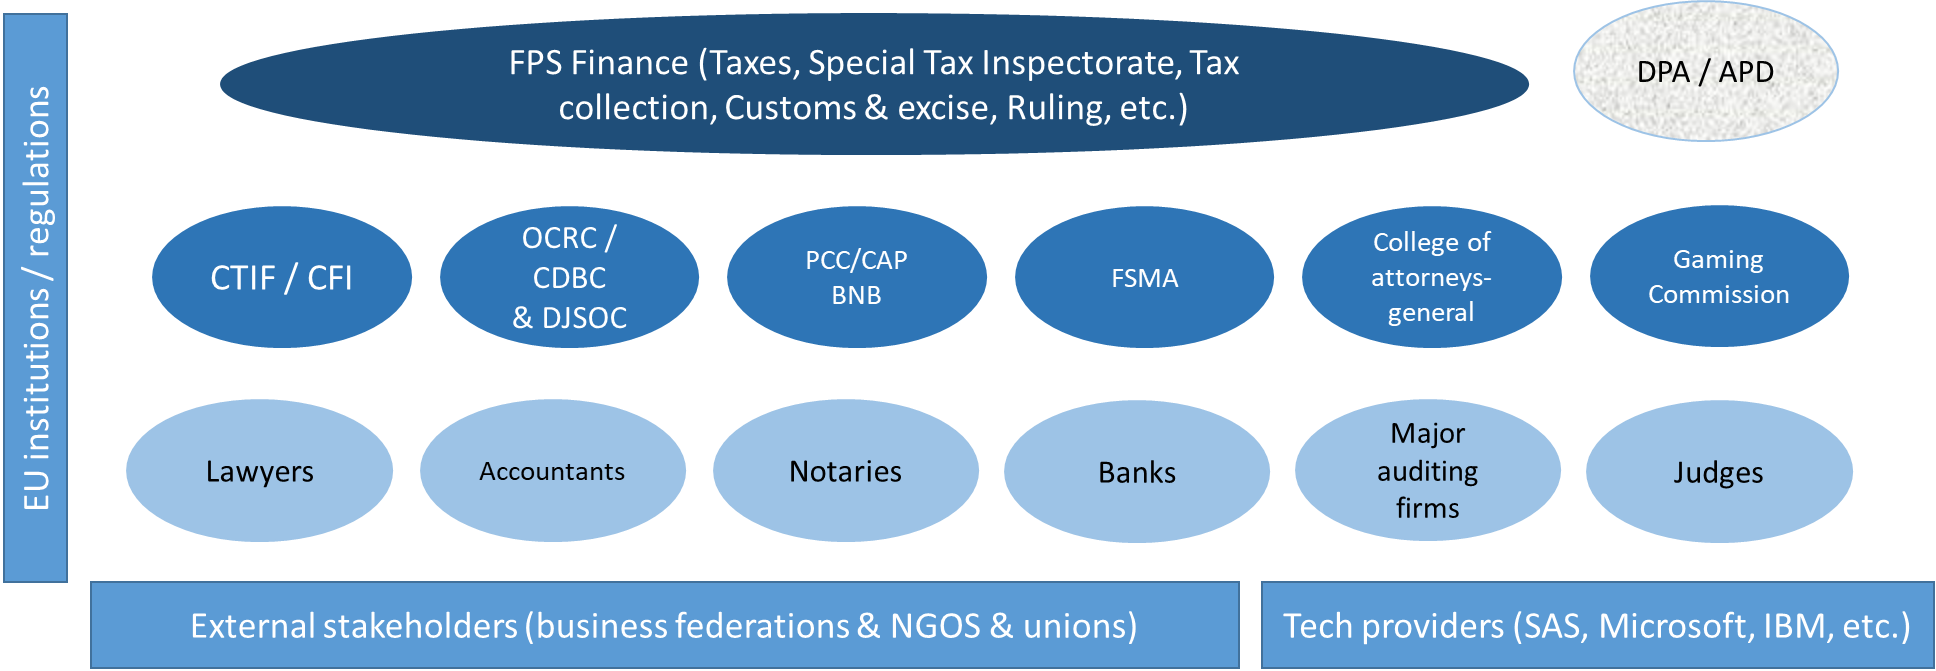 EU institutions / regulations
FPS Finance (Taxes, Special Tax Inspectorate, Tax
collection, Customs & excise, Ruling, etc.)
DPA / APD
CTIF / CFI
OCRC /
CDBC
& DJSOC
PCC/CAP
BNB
FSMA
College of
attorneys-
general
Gaming
Commission
Lawyers
Accountants
Notaries
Banks
Major
auditing
firms
Judges
External stakeholders (business federations & NGOS & unions)
Tech providers (SAS, Microsoft, IBM, etc.)